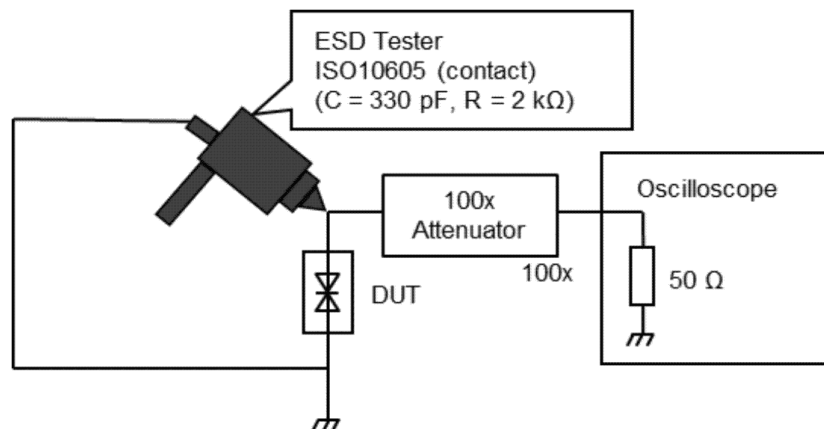 ESD Tester
ISO10605 (contact)
(C = 330 pF, R = 2 kΩ)
100x
Attenuator
100x
Oscilloscope
50 Ω
DUT